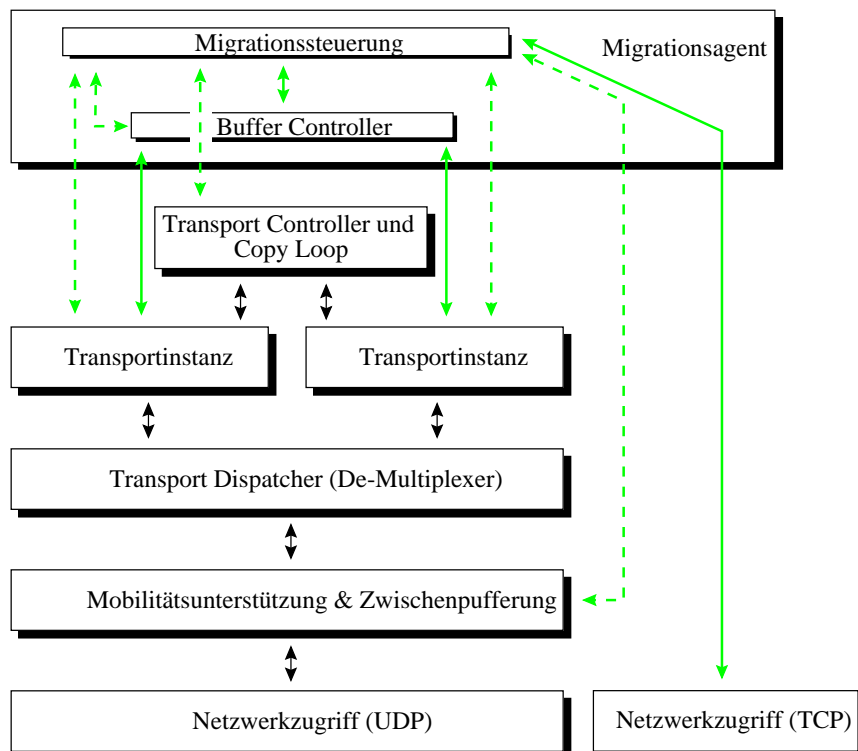 Migrationssteuerung
Migrationsagent
Buffer Controller
Transport Controller und
Copy Loop
Transportinstanz
Transportinstanz
Transport Dispatcher (De-Multiplexer)
Mobilitätsunterstützung & Zwischenpufferung
Netzwerkzugriff (UDP)
Netzwerkzugriff (TCP)